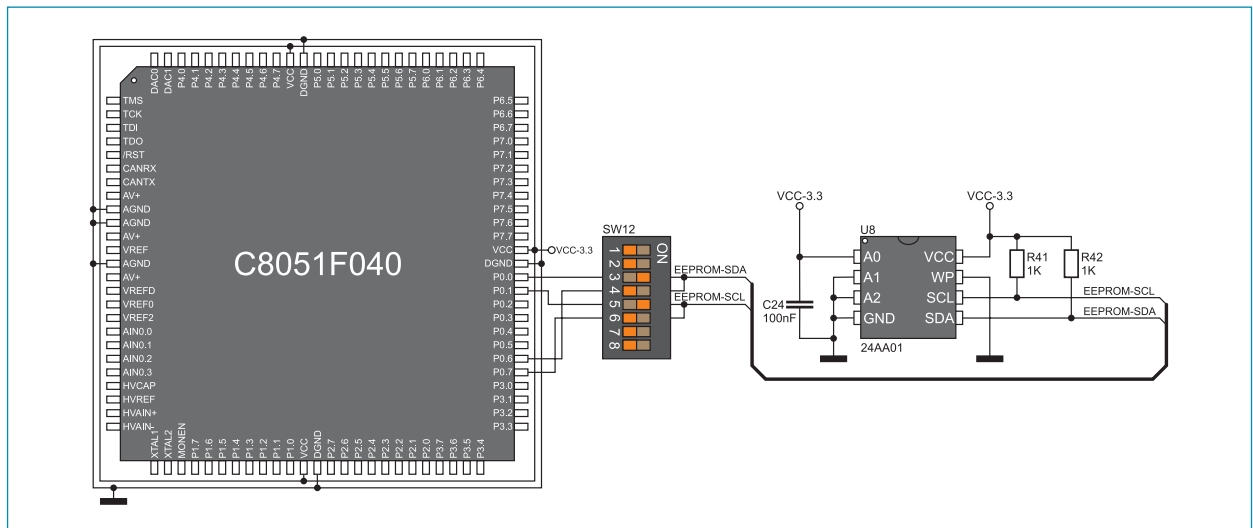 DAC0
DAC1
P4.0
P4.1
P4.2
P4.3
P4.4
P4.5
P4.6
P4.7
VCC
DGND
P5.0
P5.1
P5.2
P5.3
P5.4
P5.5
P5.6
P5.7
P6.0
P6.1
P6.2
P6.3
P6.4
TMS
TCK
TDI
TDO
/RST
CANRX
CANTX
AV+
AGND
AGND
AV+
VREF
AGND
AV+
VREFD
VREF0
VREF2
AIN0.0
AIN0.1
AIN0.2
AIN0.3
HVCAP
HVREF
HVAIN+
HVAIN-
C8051F040
P6.5
P6.6
P6.7
P7.0
P7.1
P7.2
P7.3
P7.4
P7.5
P7.6
P7.7
VCC
DGND
P0.0
P0.1
P0.2
P0.3
P0.4
P0.5
P0.6
P0.7
P3.0
P3.1
P3.2
P3.3
XTAL1
XTAL2
MONEN
P1.7
P1.6
P1.5
P1.4
P1.3
P1.2
P1.1
P1.0
VCC
DGND
P2.7
P2.6
P2.5
P2.4
P2.3
P2.2
P2.1
P2.0
P3.7
P3.6
P3.5
P3.4
VCC-3.3
SW12
ON
1
2
3
4
5
6
7
8
EEPROM-SDA
EEPROM-SCL
VCC-3.3
C24
100nF
U8
A0
A1
A2
GND
VCC
WP
SCL
SDA
24AA01
VCC-3.3
R41
1K
R42
1K
EEPROM-SCL
EEPROM-SDA